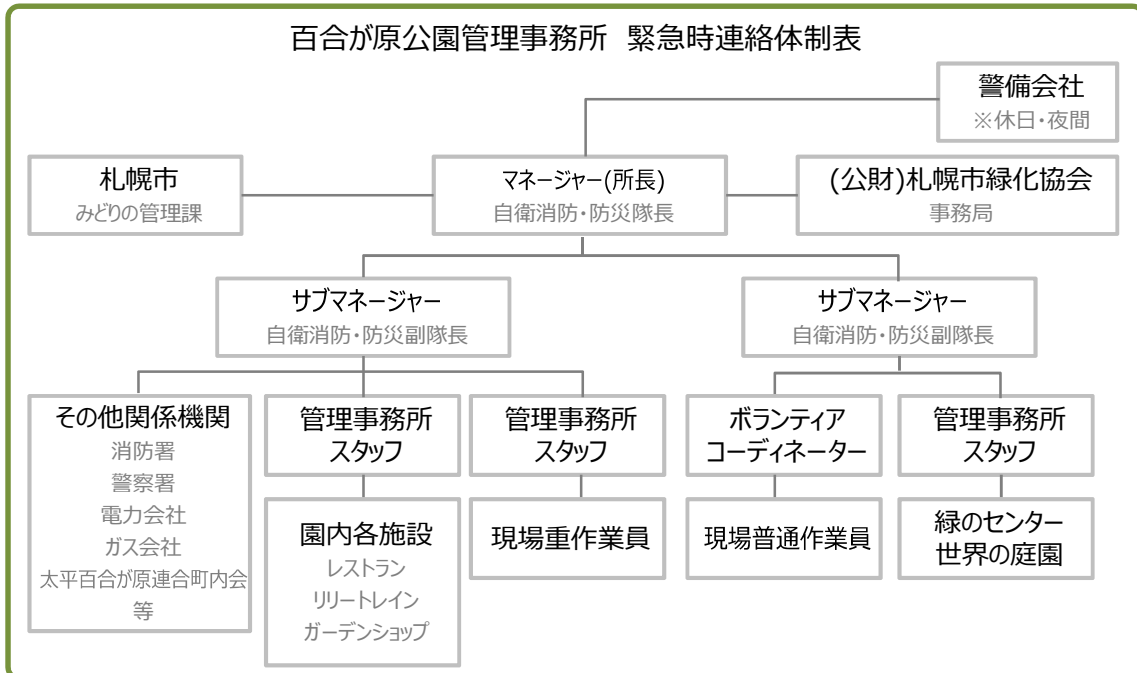 百合が原公園管理事務所 緊急時連絡体制表
警備会社
※休日・夜間
札幌市
みどりの管理課
マネージャー(所長)
自衛消防・防災隊長
(公財)札幌市緑化協会
事務局
サブマネージャー
自衛消防・防災副隊長
サブマネージャー
自衛消防・防災副隊長
その他関係機関
消防署
警察署
電力会社
ガス会社
太平百合が原連合町内会
等
管理事務所
スタッフ
管理事務所
スタッフ
ボランティア
コーディネーター
管理事務所
スタッフ
園内各施設
レストラン
リリートレイン
ガーデンショップ
現場重作業員
現場普通作業員
緑のセンター
世界の庭園